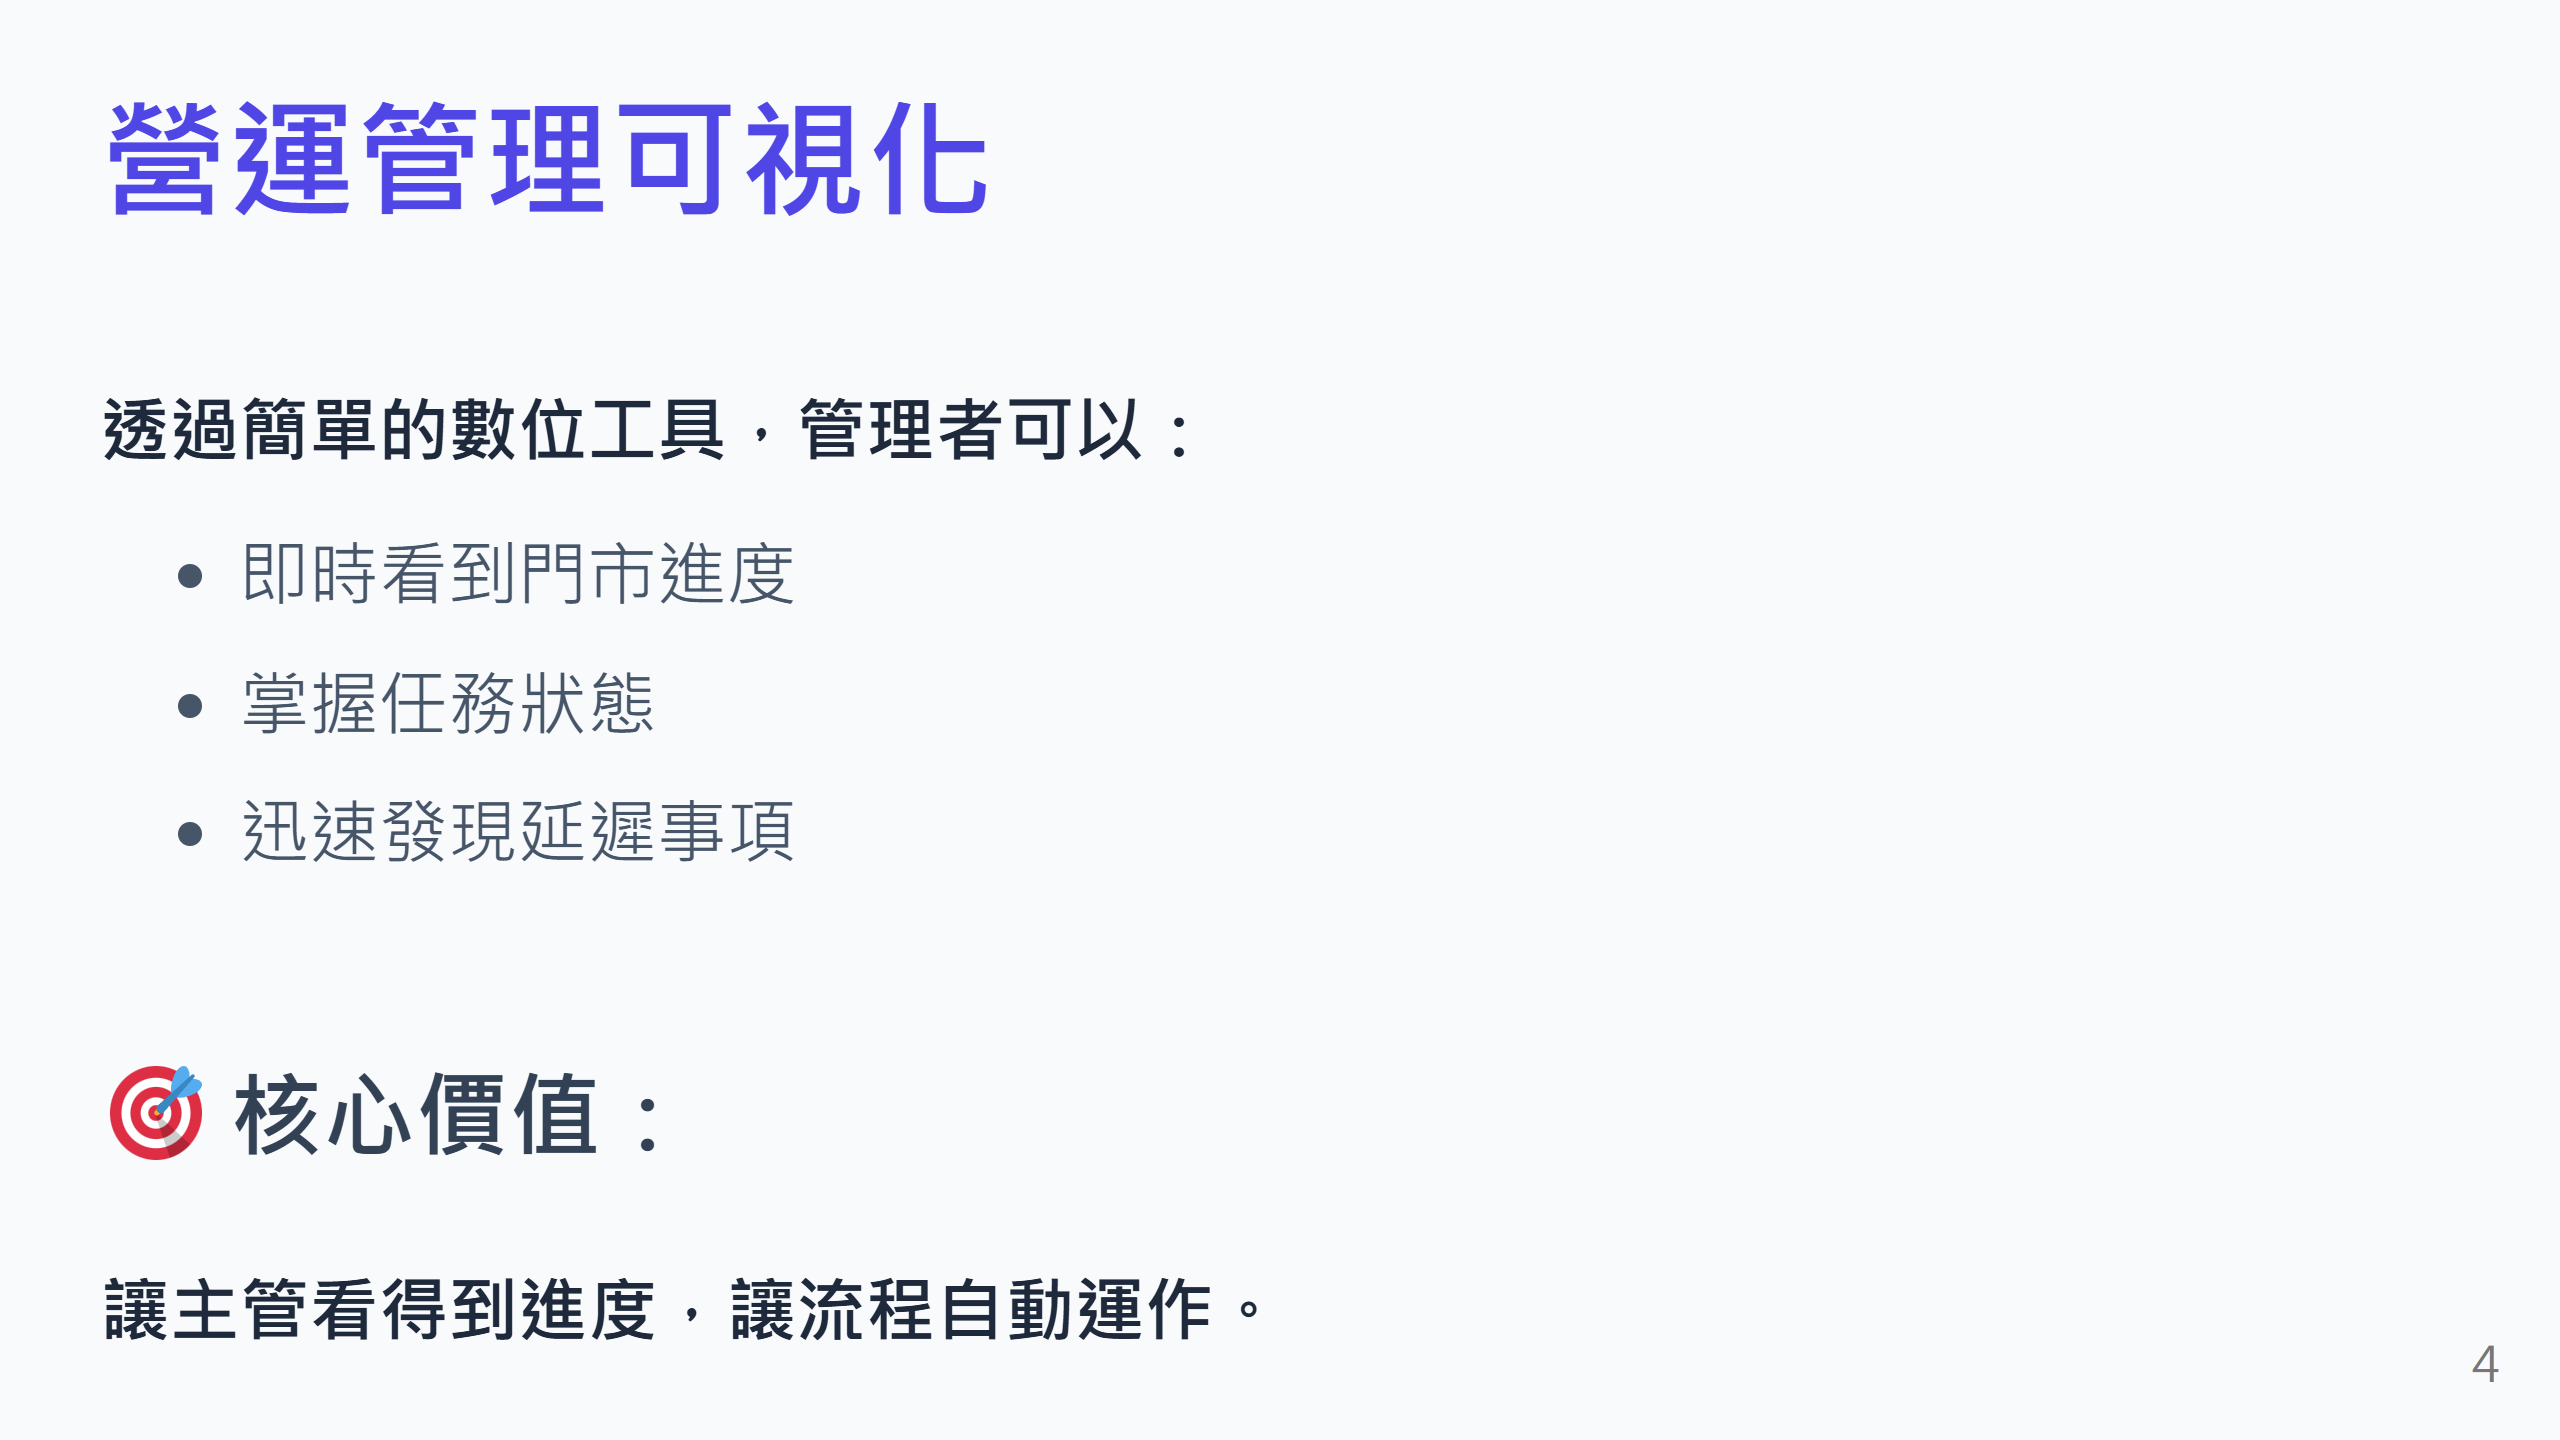 營運管理可視化
透過簡單的數位工具，管理者可以：
• 即時看到門市進度
• 掌握任務狀態
• 迅速發現延遲事項
🎯 核心價值：
讓主管看得到進度，讓流程自動運作。
4